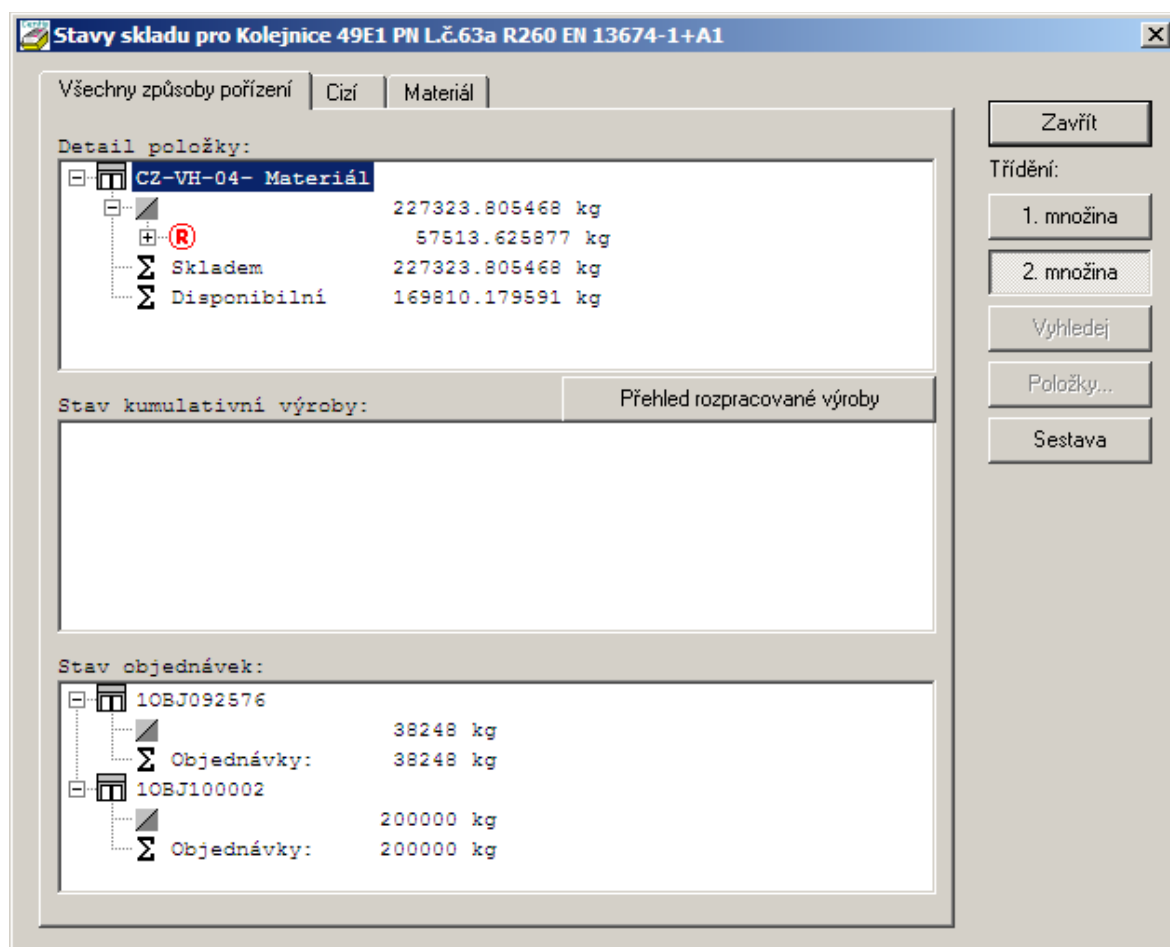 Stavy skladu pro Kolejnice 49E1 PN L.č.63a R260 EN 13674-1+A1
Všechny způsoby pořízení Cizí Materiál
Detail položky:
CZ-VH-04- Materiál
227323.805468 kg
R 57513.625877 kg
Σ Skladem 227323.805468 kg
Σ Disponibilní 169810.179591 kg
Stav kumulativní výroby: Přehled rozpracované výroby
Stav objednávek:
1OBJ092576
38248 kg
Σ Objednávky: 38248 kg
1OBJ100002
200000 kg
Σ Objednávky: 200000 kg
Zavřít
Třídění:
1. množina
2. množina
Vyhledej
Položky...
Sestava